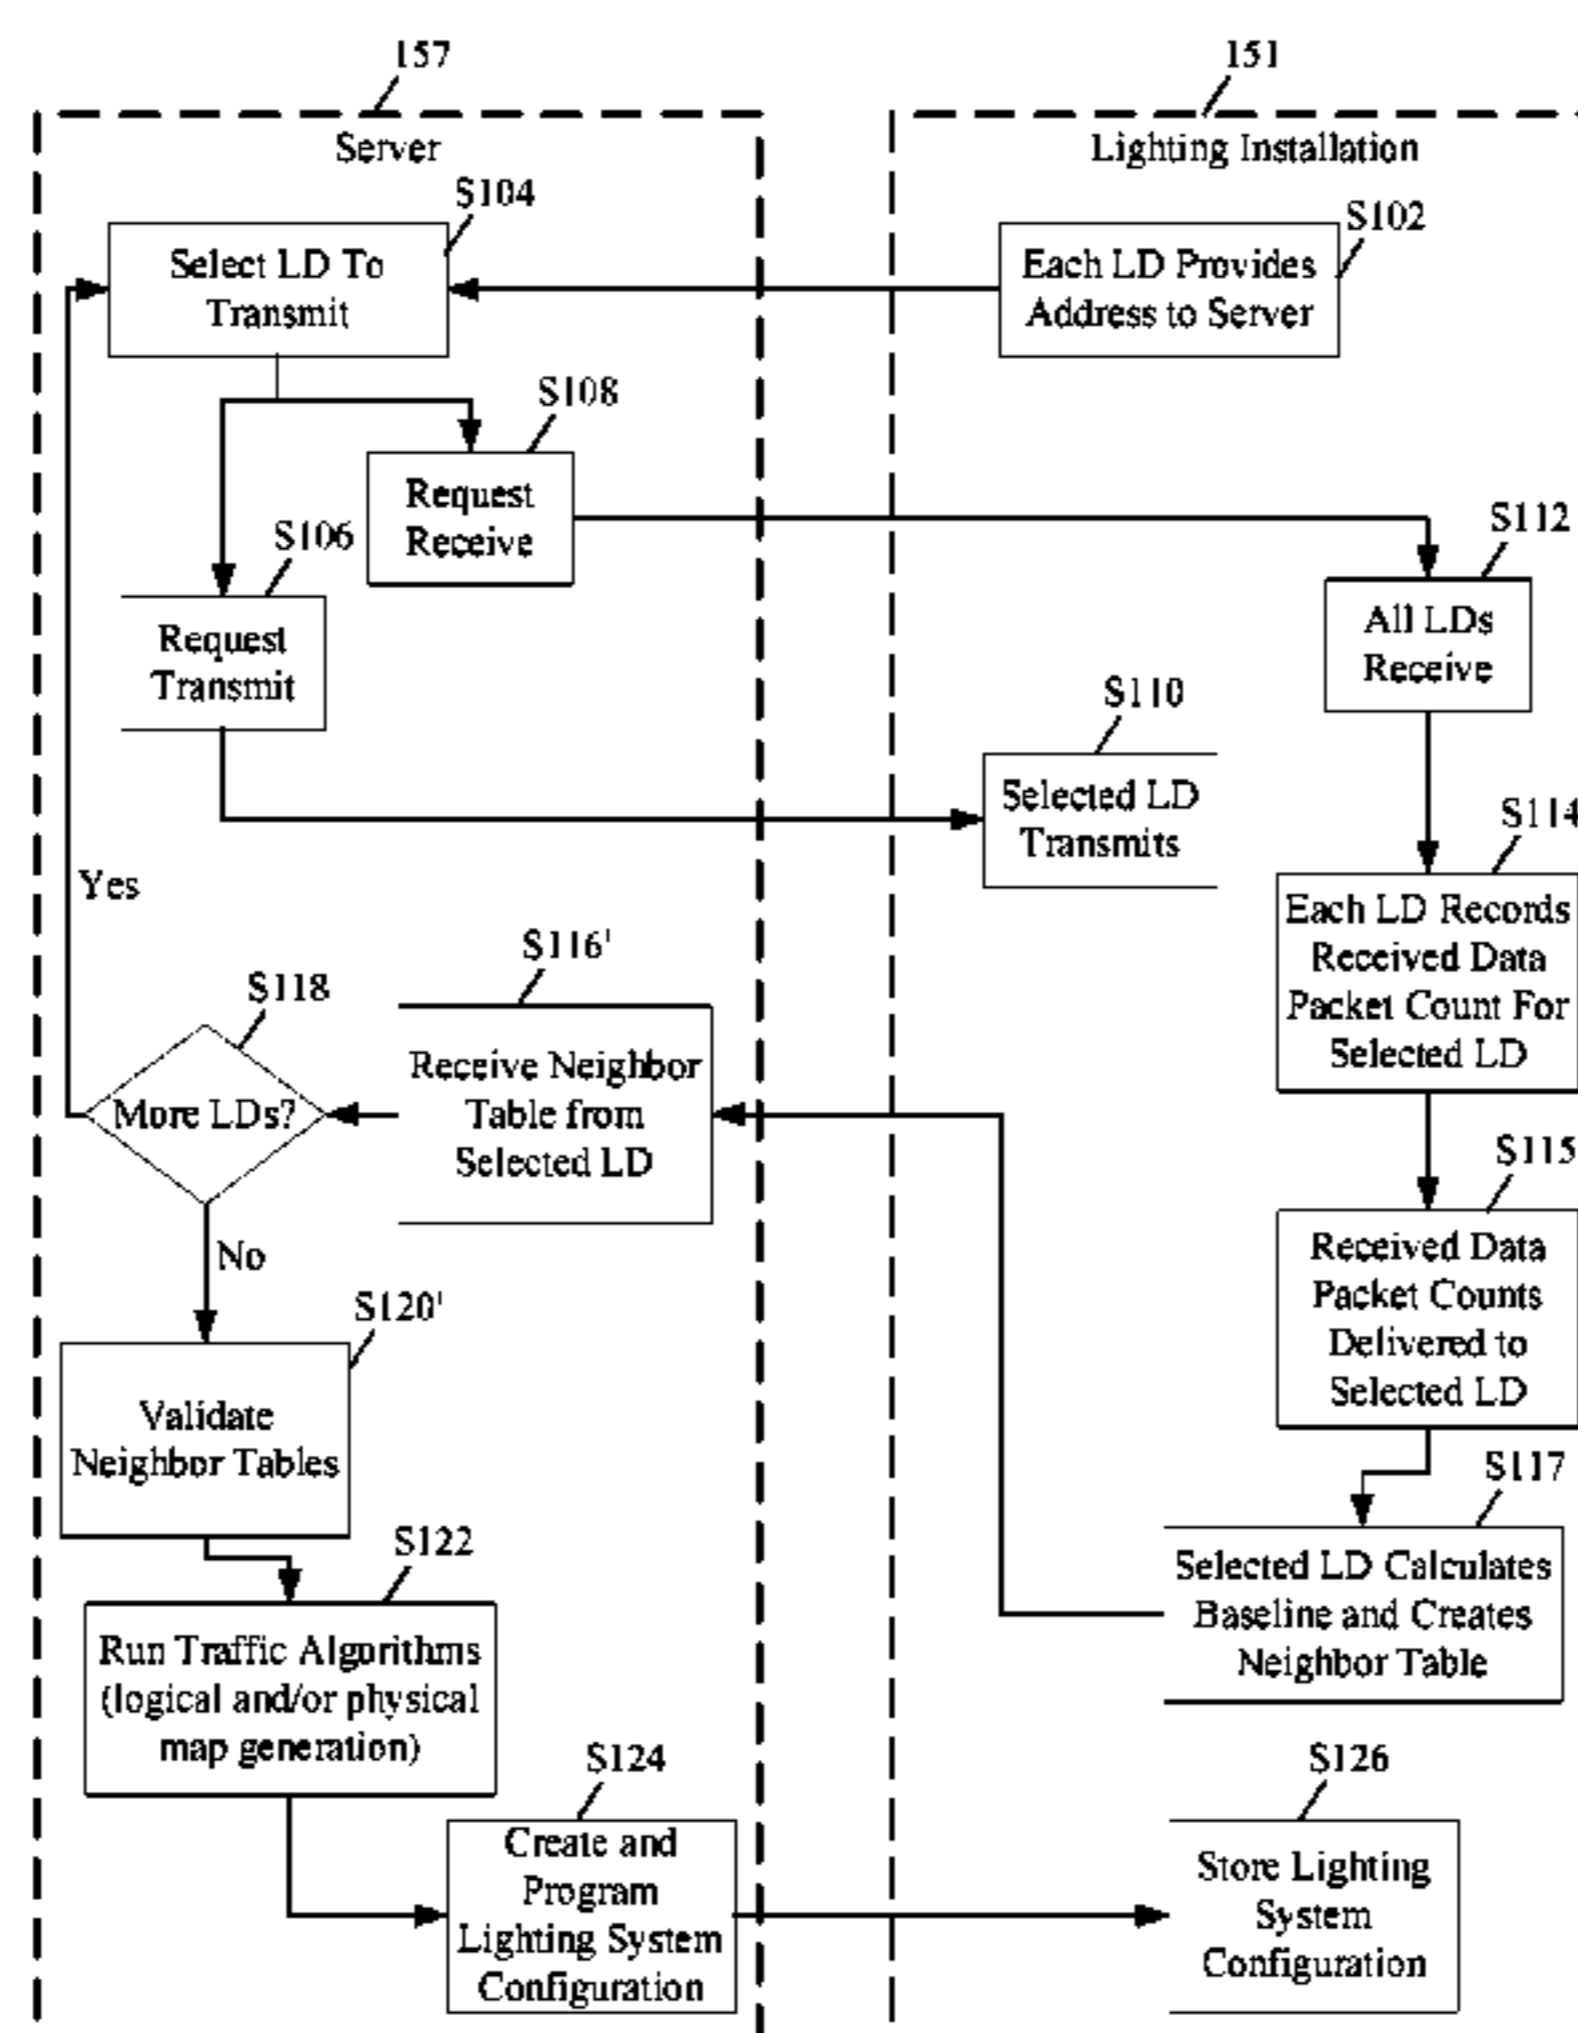 157
151
Server
Lighting Installation
S104
S102
Select LD To
Transmit
Each LD Provides
Address to Server
S108
Request
Receive
S112
S106
All LDs
Receive
Request
Transmit
S110
Selected LD
Transmits
S114
Yes
Each LD Records
Received Data
Packet Count For
Selected LD
S116'
S118
Receive Neighbor
Table from
Selected LD
More LDs?
S115
Received Data
Packet Counts
Delivered to
Selected LD
No
S120'
Validate
Neighbor Tables
S117
Selected LD Calculates
Baseline and Creates
Neighbor Table
S122
Run Traffic Algorithms
(logical and/or physical
map generation)
S124
S126
Create and
Program
Lighting System
Configuration
Store Lighting
System
Configuration